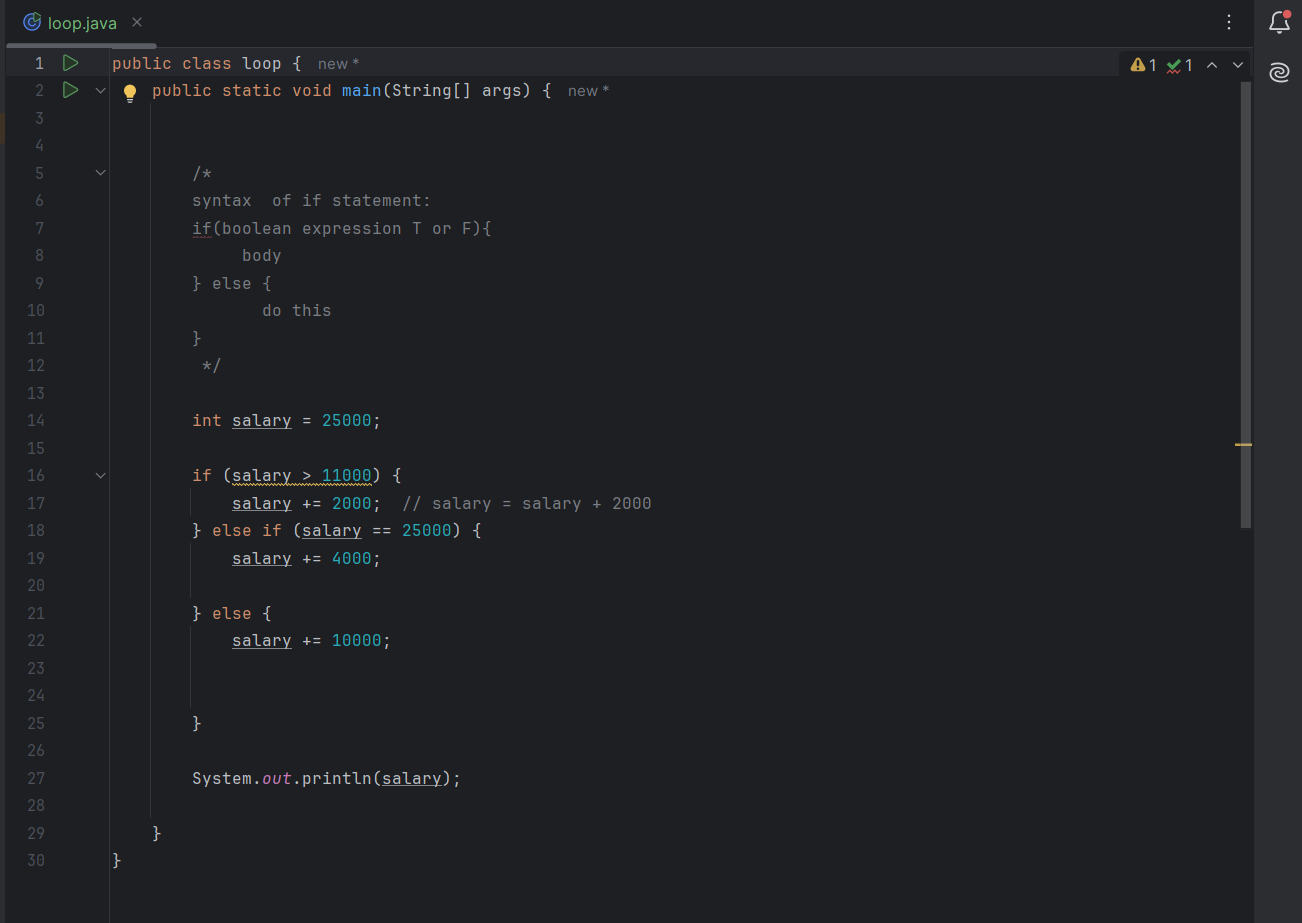 loop.java
1 public class loop { new *
1 1
2 public static void main(String[] args) { new *
3
4
5 /*
6 syntax  of if statement:
7 if(boolean expression T or F){
8 body
9 } else {
10 do this
11 }
12 */
13
14 int salary = 25000;
15
16 if (salary > 11000) {
17 salary += 2000;  // salary = salary + 2000
18 } else if (salary == 25000) {
19 salary += 4000;
20
21 } else {
22 salary += 10000;
23
24
25 }
26
27 System.out.println(salary);
28
29 }
30 }